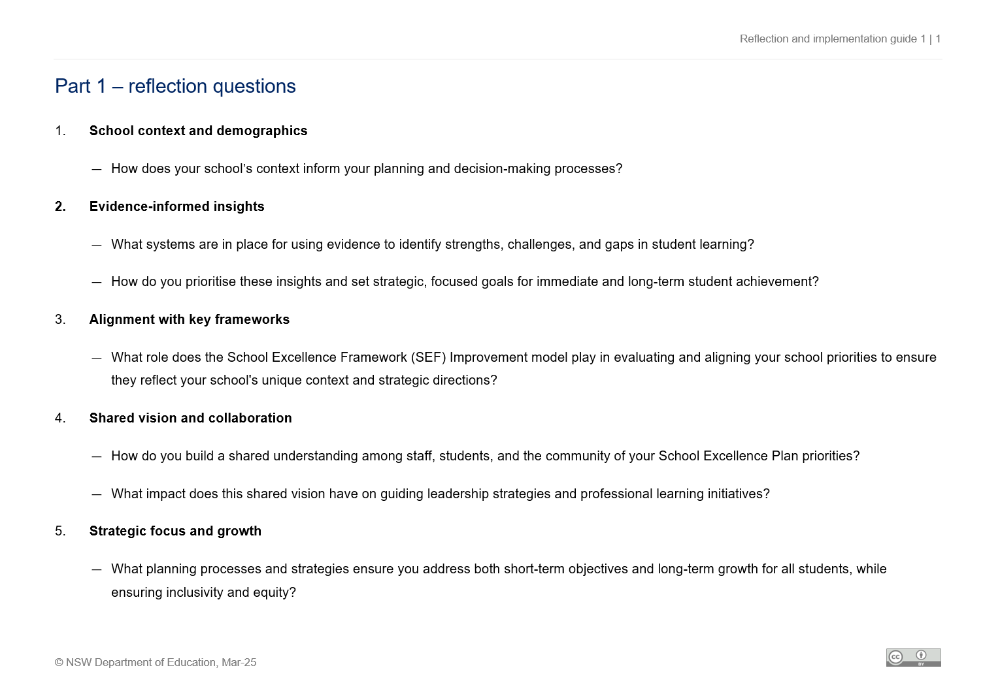 Reflection and implementation guide 1 | 1
Part 1 – reflection questions
1. School context and demographics
— How does your school’s context inform your planning and decision-making processes?
2. Evidence-informed insights
— What systems are in place for using evidence to identify strengths, challenges, and gaps in student learning?
— How do you prioritise these insights and set strategic, focused goals for immediate and long-term student achievement?
3. Alignment with key frameworks
— What role does the School Excellence Framework (SEF) Improvement model play in evaluating and aligning your school priorities to ensure
they reflect your school's unique context and strategic directions?
4. Shared vision and collaboration
— How do you build a shared understanding among staff, students, and the community of your School Excellence Plan priorities?
— What impact does this shared vision have on guiding leadership strategies and professional learning initiatives?
5. Strategic focus and growth
— What planning processes and strategies ensure you address both short-term objectives and long-term growth for all students, while
ensuring inclusivity and equity?
© NSW Department of Education, Mar-25
cc
BY